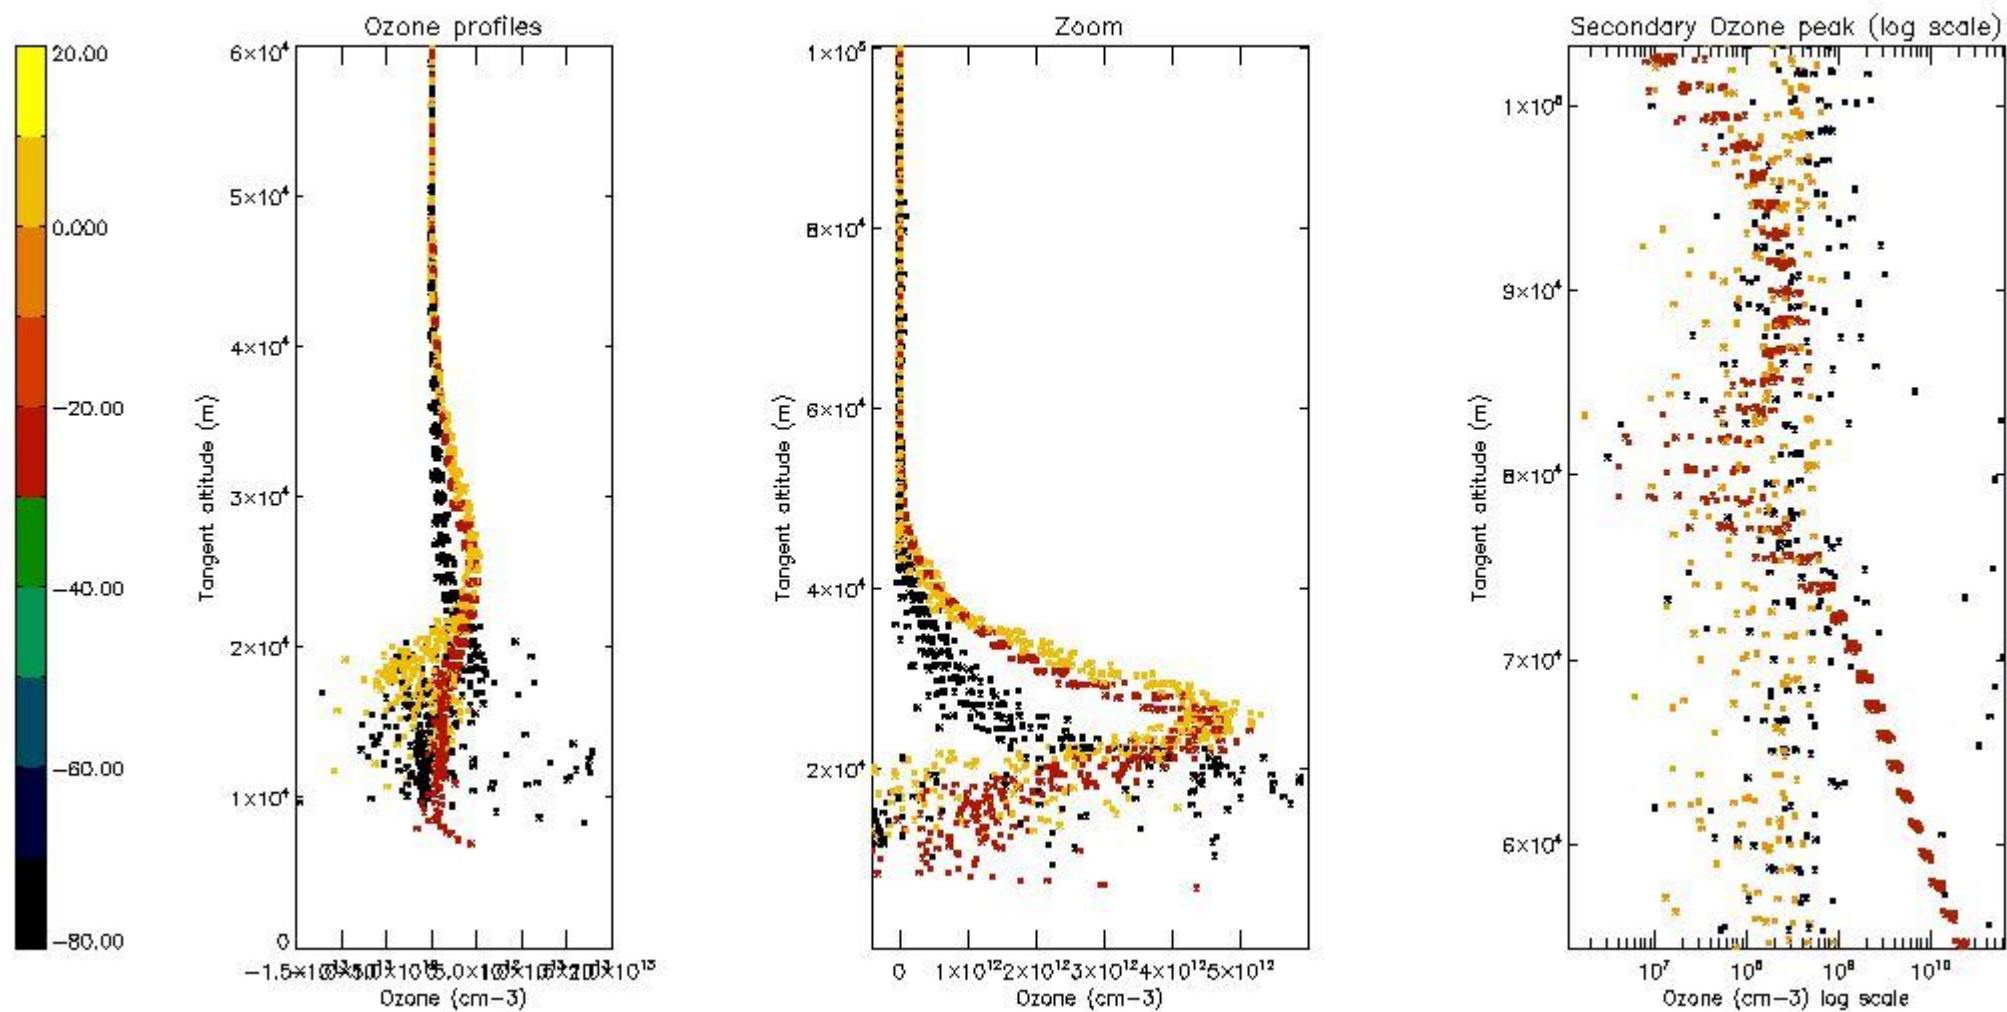 Ozone profiles
Zoom
Secondary Ozone peak (log scale)
20.00
0.000
−20.00
−40.00
−60.00
−80.00
6×10⁴
5×10⁴
4×10⁴
3×10⁴
2×10⁴
1×10⁴
0
Tangent altitude (m)
Ozone (cm−3)
1×10⁵
8×10⁴
6×10⁴
4×10⁴
2×10⁴
Tangent altitude (m)
0 1×10¹² 2×10¹² 3×10¹² 4×10¹² 5×10¹²
Ozone (cm−3)
1×10⁵
9×10⁴
8×10⁴
7×10⁴
6×10⁴
Tangent altitude (m)
10⁷ 10⁸ 10⁹ 10¹⁰
Ozone (cm−3) log scale